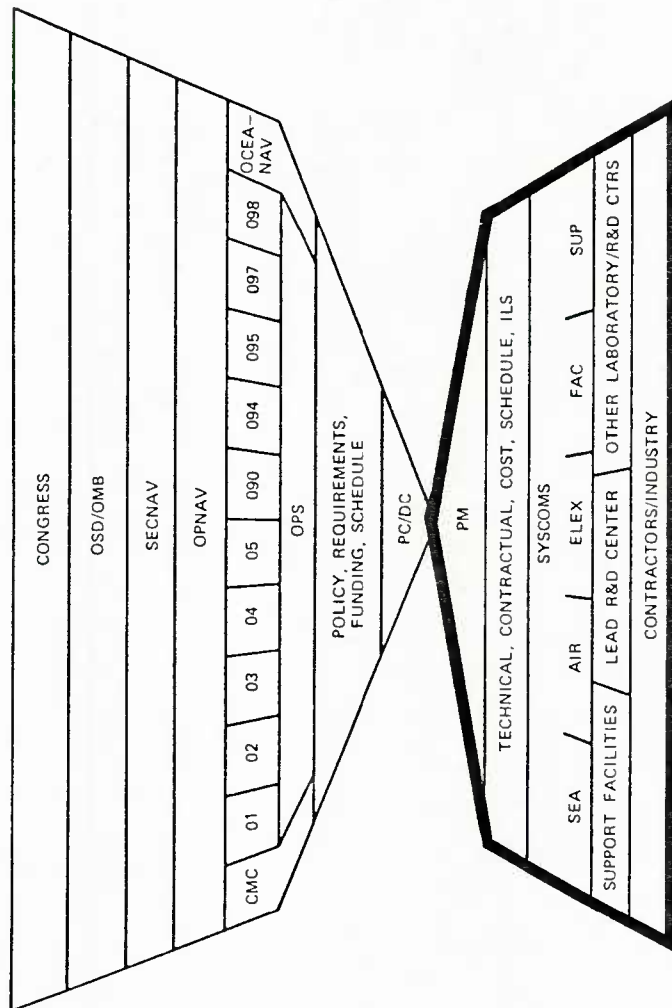 CONGRESS
OSD/OMB
SECNAV
OPNAV
CMC
01
02
03
04
05
090
094
095
097
098
OCEA–
NAV
OPS
POLICY, REQUIREMENTS,
FUNDING, SCHEDULE
PC/DC
PM
TECHNICAL, CONTRACTUAL, COST, SCHEDULE, ILS
SYSCOMS
SEA
AIR
ELEX
FAC
SUP
SUPPORT FACILITIES
LEAD R&D CENTER
OTHER LABORATORY/R&D CTRS
CONTRACTORS/INDUSTRY